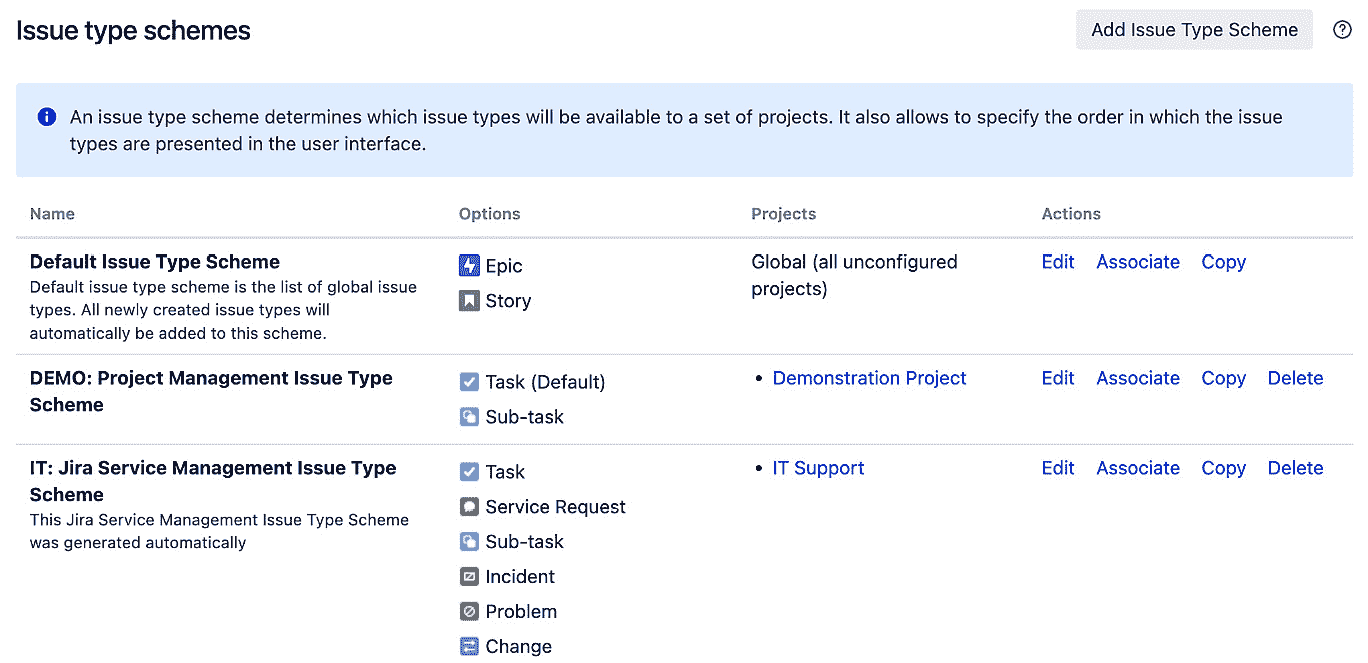 Issue type schemes
Add Issue Type Scheme
An issue type scheme determines which issue types will be available to a set of projects. It also allows to specify the order in which the issue
types are presented in the user interface.
Name Options Projects Actions
Default Issue Type Scheme
Default issue type scheme is the list of global issue
types. All newly created issue types will
automatically be added to this scheme.
Epic
Story
Global (all unconfigured
projects)
Edit Associate Copy
DEMO: Project Management Issue Type
Scheme
Task (Default)
Sub-task
• Demonstration Project
Edit Associate Copy Delete
IT: Jira Service Management Issue Type
Scheme
This Jira Service Management Issue Type Scheme
was generated automatically
Task
Service Request
Sub-task
Incident
Problem
Change
• IT Support
Edit Associate Copy Delete